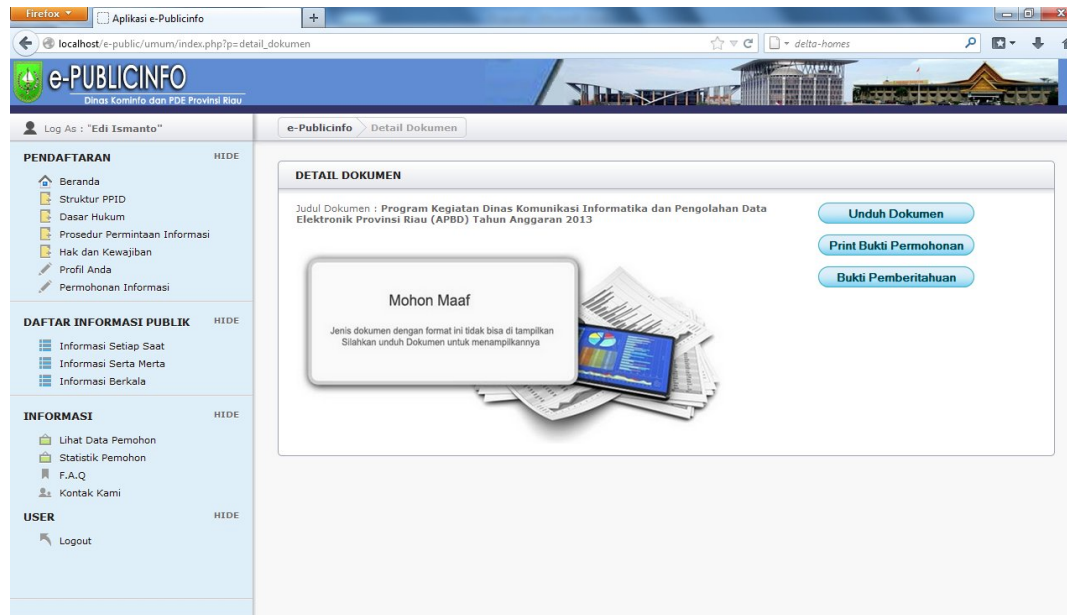 Firefox
Aplikasi e-Publicinfo
+
localhost/e-public/umum/index.php?p=detail_dokumen
delta-homes
e-PUBLICINFO
Dinas Kominfo dan PDE Provinsi Riau
Log As : "Edi Ismanto"
e-Publicinfo
Detail Dokumen
PENDAFTARAN HIDE
Beranda
Struktur PPID
Dasar Hukum
Prosedur Permintaan Informasi
Hak dan Kewajiban
Profil Anda
Permohonan Informasi
DAFTAR INFORMASI PUBLIK HIDE
Informasi Setiap Saat
Informasi Serta Merta
Informasi Berkala
INFORMASI HIDE
Lihat Data Pemohon
Statistik Pemohon
F.A.Q
Kontak Kami
USER HIDE
Logout
DETAIL DOKUMEN
Judul Dokumen : Program Kegiatan Dinas Komunikasi Informatika dan Pengolahan Data
Elektronik Provinsi Riau (APBD) Tahun Anggaran 2013
Mohon Maaf
Jenis dokumen dengan format ini tidak bisa di tampilkan
Silahkan unduh Dokumen untuk menampilkannya
Unduh Dokumen
Print Bukti Permohonan
Bukti Pemberitahuan